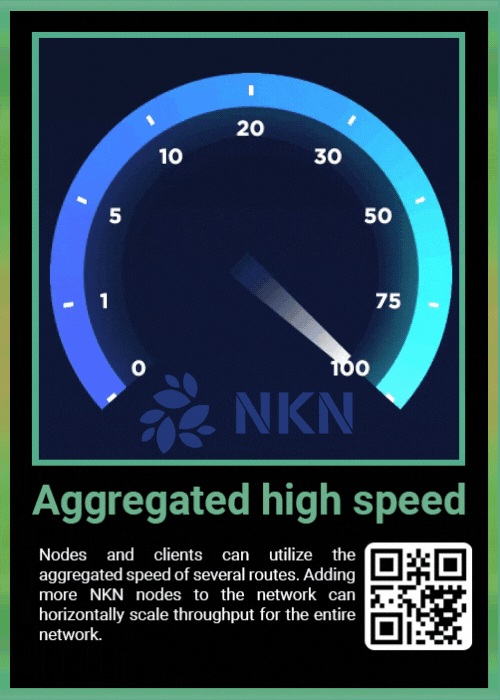 20
10
30
5
50
1
75
0
100
NKN
Aggregated high speed
Nodes and clients can utilize the
aggregated speed of several routes. Adding
more NKN nodes to the network can
horizontally scale throughput for the entire
network.